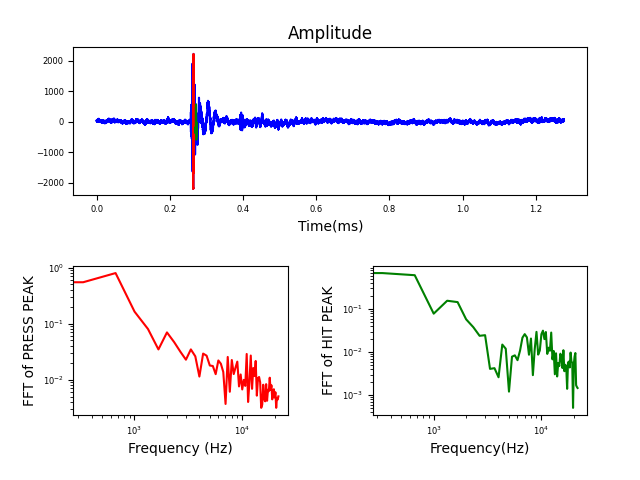 Amplitude
2000
1000
0
−1000
−2000
0.0 0.2 0.4 0.6 0.8 1.0 1.2
Time(ms)
FFT of PRESS PEAK
10⁰
10⁻¹
10⁻²
10³ 10⁴
Frequency (Hz)
FFT of HIT PEAK
10⁻¹
10⁻²
10⁻³
10³ 10⁴
Frequency(Hz)